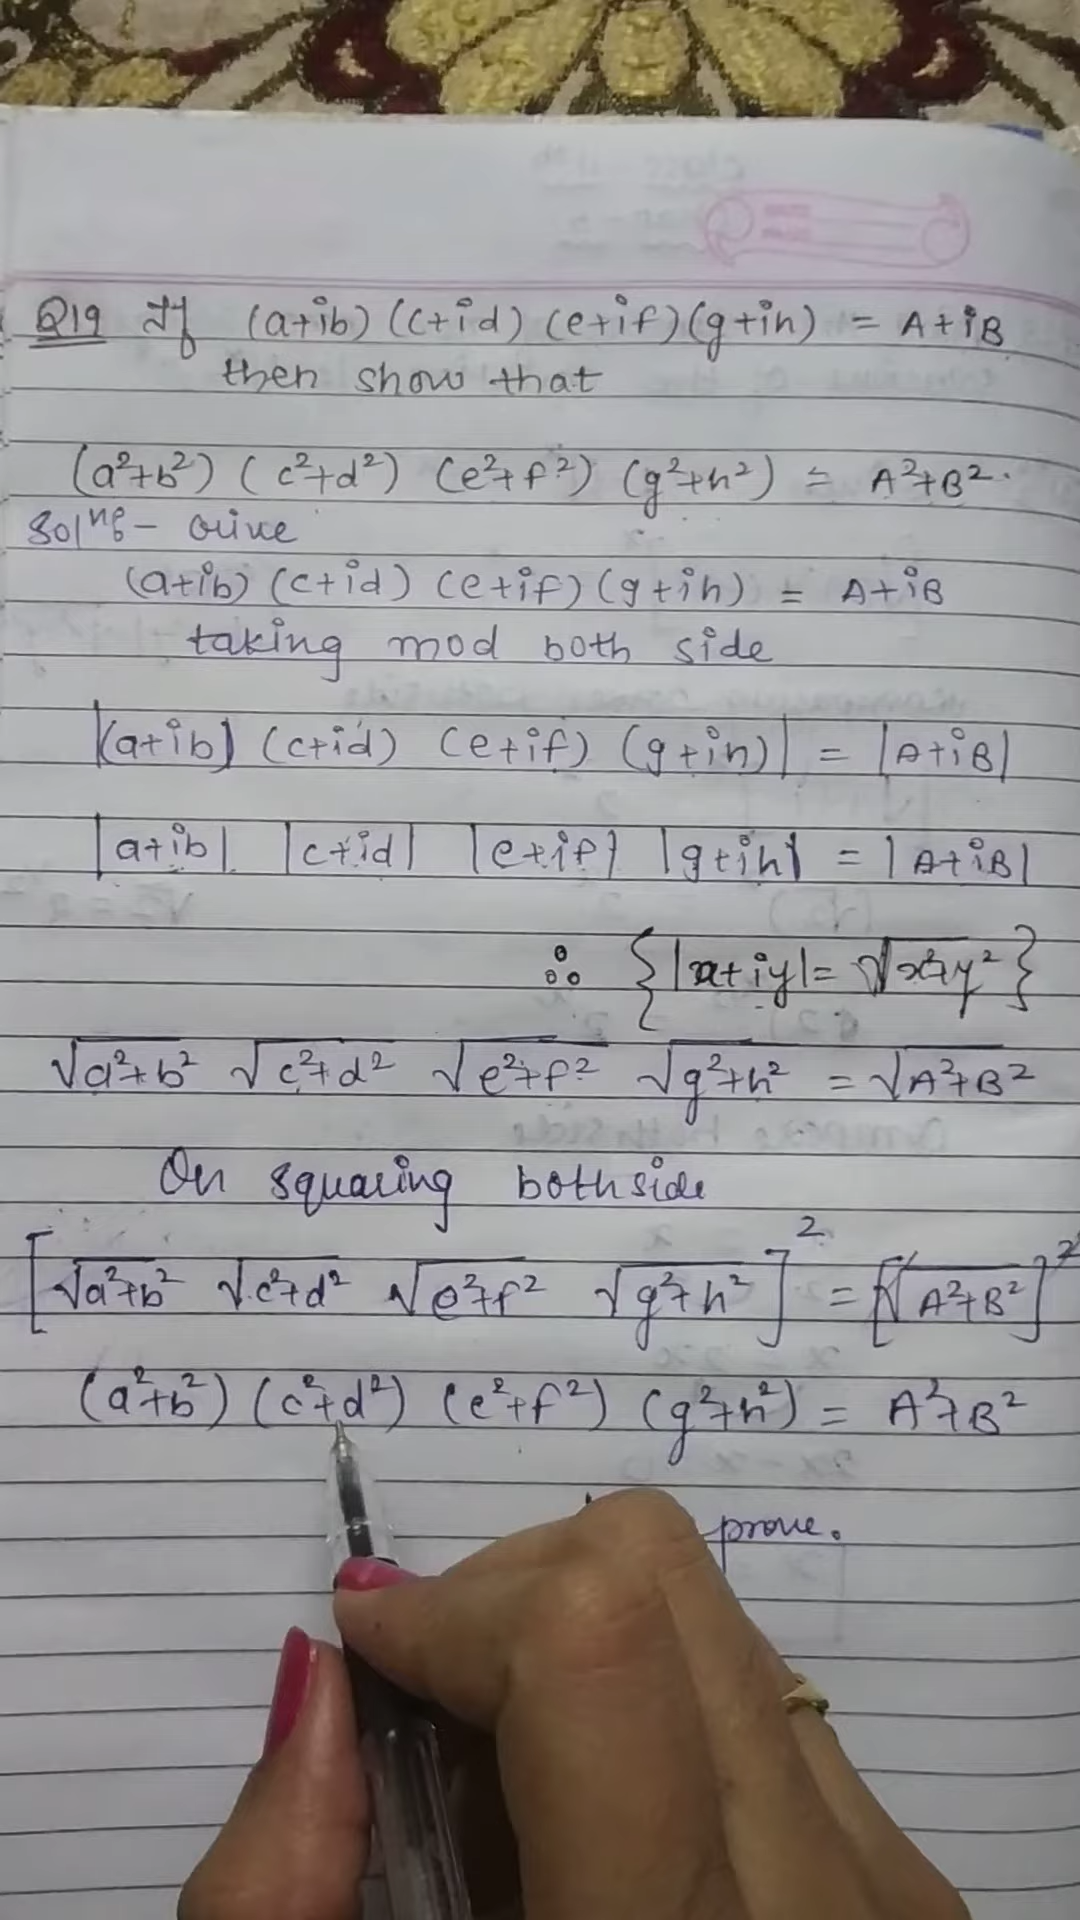 Q19 If (a+ib) (c+id) (e+if) (g+ih) = A+iB
then show that
(a²+b²) (c²+d²) (e²+f²) (g²+h²) = A²+B².
Solⁿᵍ- Give
(a+ib) (c+id) (e+if) (g+ih) = A+iB
taking mod both side
|(a+ib) (c+id) (e+if) (g+ih)| = |A+iB|
|a+ib| |c+id| |e+if| |g+ih| = |A+iB|
∴ {|x+iy| = √x²+y²}
√a²+b² √c²+d² √e²+f² √g²+h² = √A²+B²
On squaring both side
[√a²+b² √c²+d² √e²+f² √g²+h²]² = [√A²+B²]²
(a²+b²) (c²+d²) (e²+f²) (g²+h²) = A²+B²
prove.